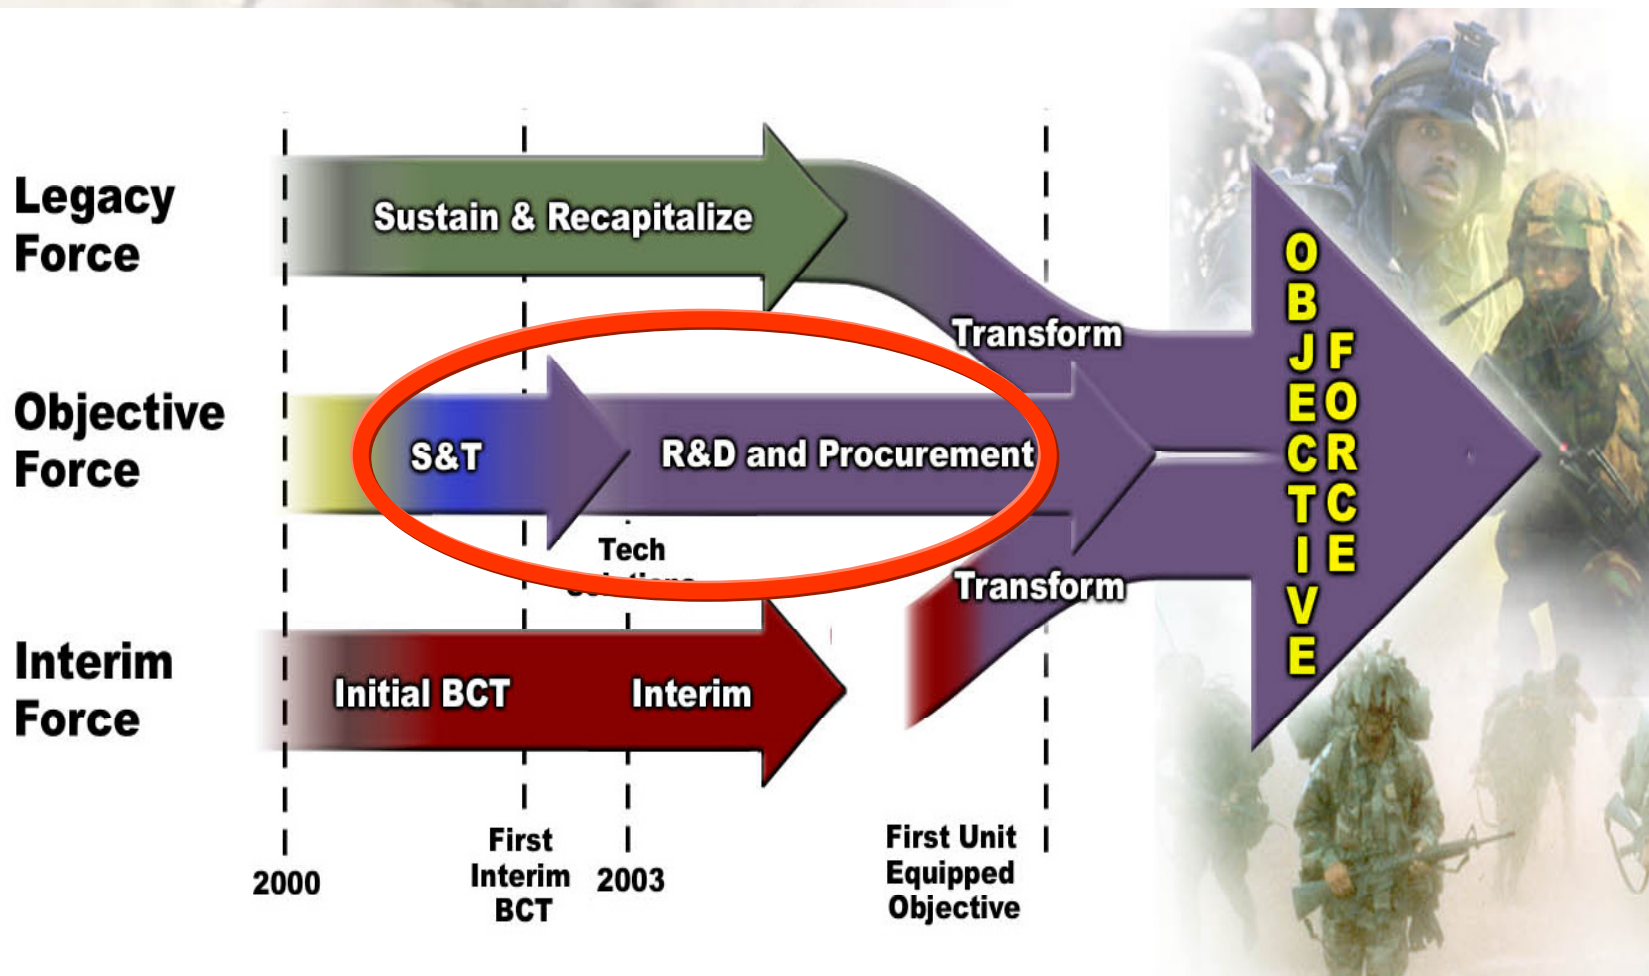 Legacy
Force
Sustain & Recapitalize
Transform
Objective
Force
S&T
R&D and Procurement
Tech
Interim
Force
Initial BCT
Interim
Transform
OBJECTIVE
FORCE
2000
First
Interim
BCT
2003
First Unit
Equipped
Objective